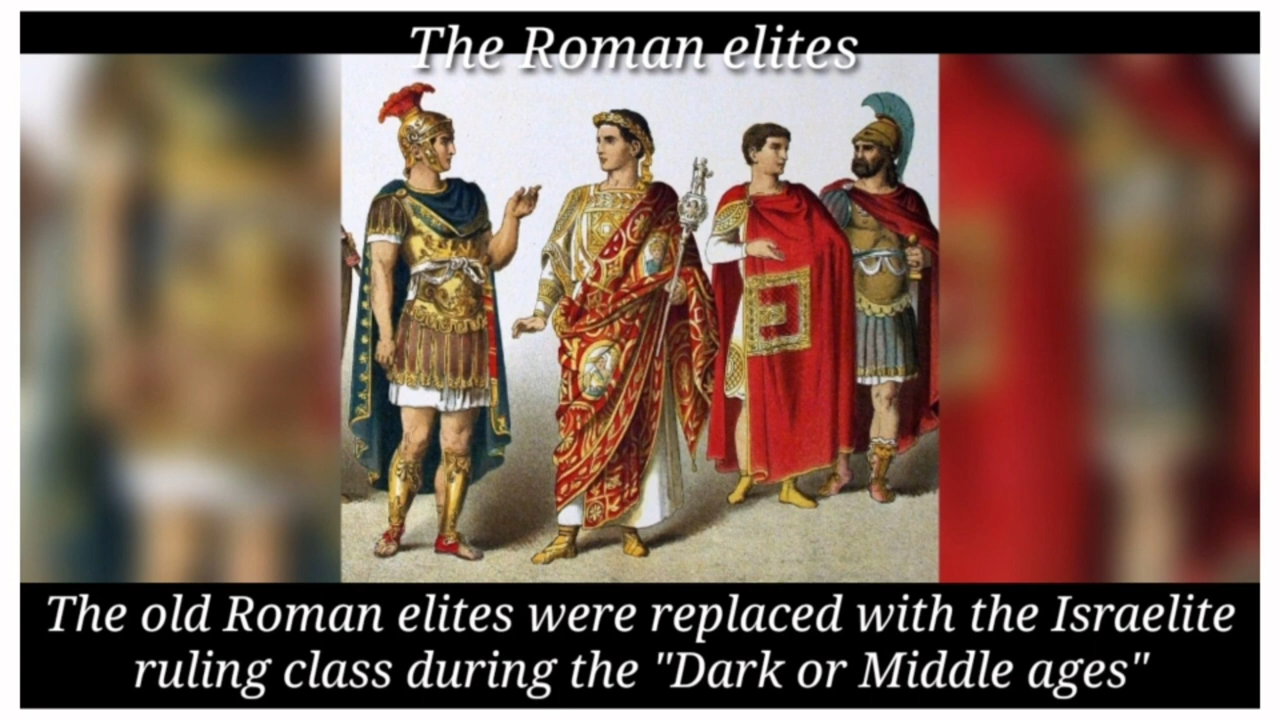 The Roman elites
The old Roman elites were replaced with the Israelite
ruling class during the "Dark or Middle ages"